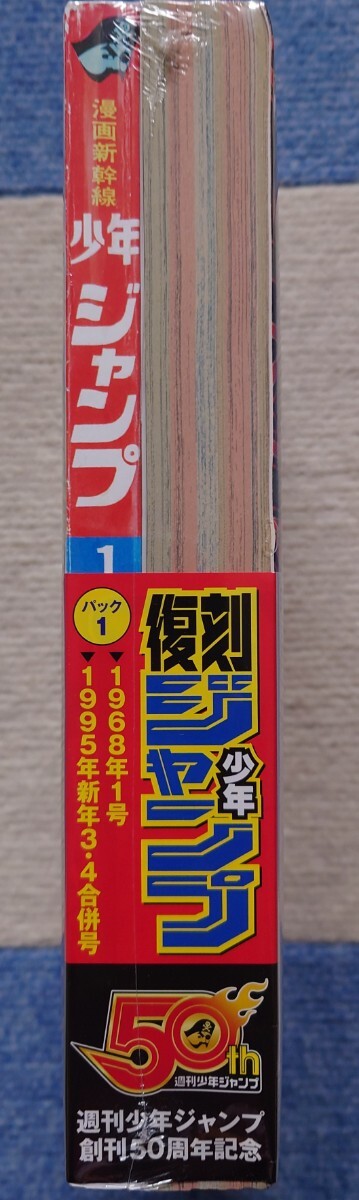 漫画新幹線
少年
ジャンプ
1
パック
1
▼1968年1号
▼1995年新年3・4合併号
復刻
少年
ジャンプ
50th
週刊少年ジャンプ
週刊少年ジャンプ
創刊50周年記念